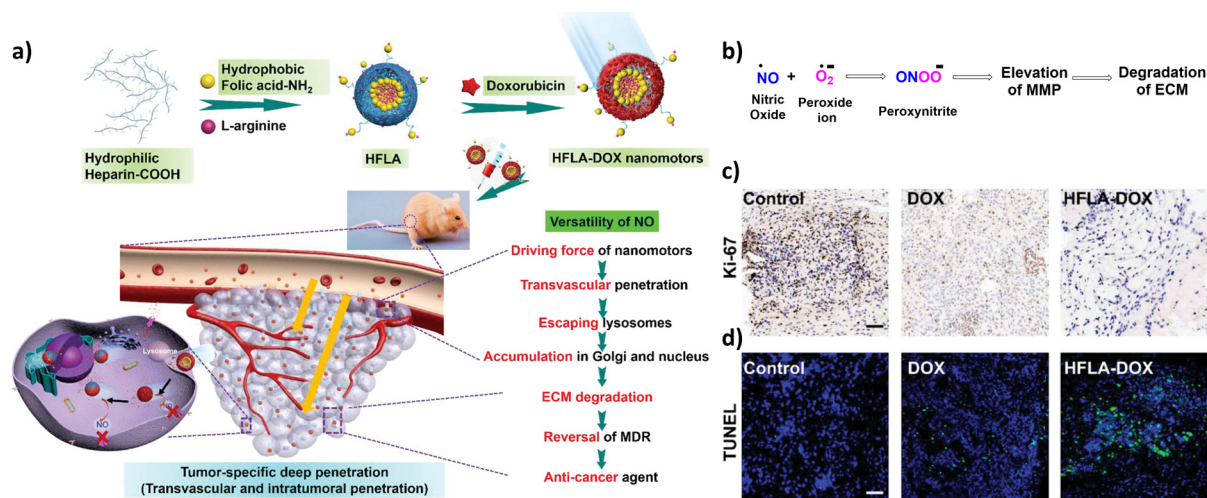 a)
Hydrophobic
Folic acid-NH2
L-arginine
Doxorubicin
Hydrophilic
Heparin-COOH
HFLA
HFLA-DOX nanomotors
Versatility of NO
Driving force of nanomotors
Transvascular penetration
Escaping lysosomes
Accumulation in Golgi and nucleus
ECM degradation
Reversal of MDR
Anti-cancer agent
Lysosome
NO
Tumor-specific deep penetration
(Transvascular and intratumoral penetration)
b)
•NO + •O2− ONOO− Elevation of MMP Degradation of ECM
Nitric Oxide
Peroxide ion
Peroxynitrite
c)
Ki-67
Control
DOX
HFLA-DOX
d)
TUNEL
Control
DOX
HFLA-DOX